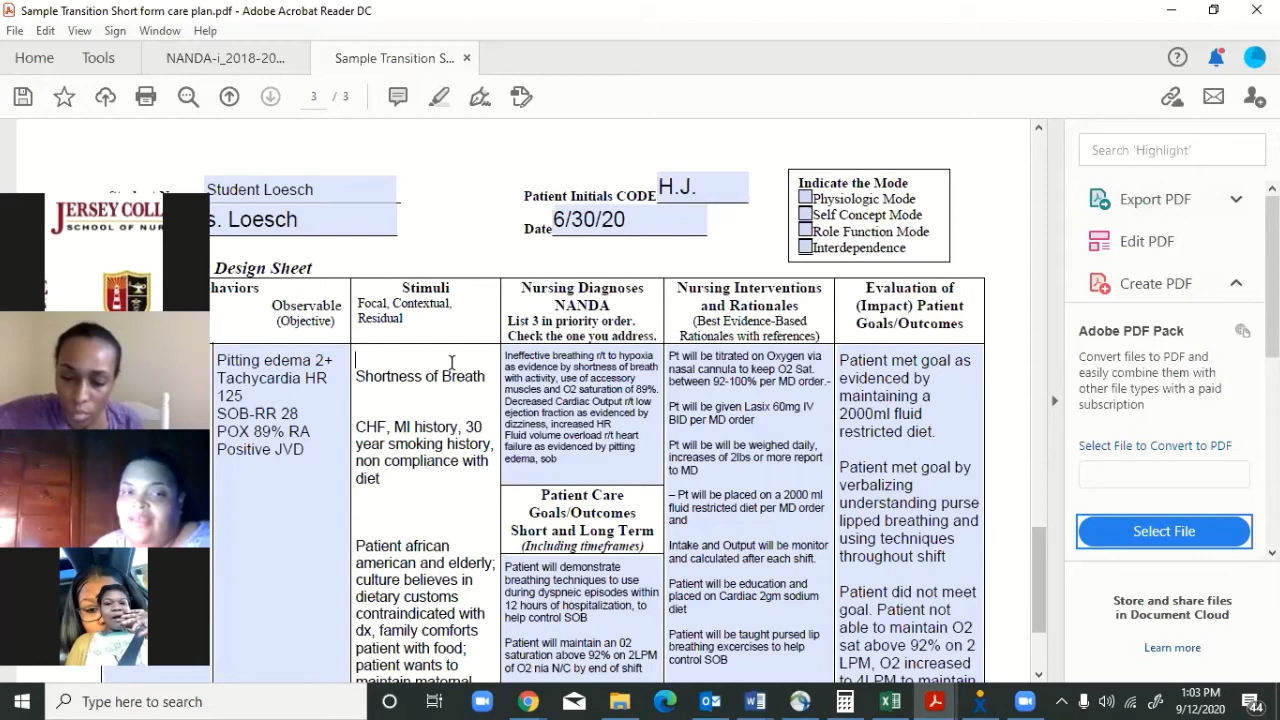 Sample Transition Short form care plan.pdf - Adobe Acrobat Reader DC
File Edit View Sign Window Help
Home Tools NANDA-i_2018-20... Sample Transition S...
3 / 3
Search 'Highlight'
Export PDF
Edit PDF
Create PDF
Adobe PDF Pack
Convert files to PDF and
easily combine them with
other file types with a paid
subscription
Select File to Convert to PDF
Select File
Store and share files
in Document Cloud
Learn more
Student Loesch
s. Loesch
Patient Initials CODE H.J.
Date 6/30/20
Indicate the Mode
Physiologic Mode
Self Concept Mode
Role Function Mode
Interdependence
JERSEY COLL
SCHOOL OF NUR
Design Sheet
haviors
Observable
(Objective)
Pitting edema 2+
Tachycardia HR
125
SOB-RR 28
POX 89% RA
Positive JVD
Stimuli
Focal, Contextual,
Residual
Shortness of Breath
CHF, MI history, 30
year smoking history,
non compliance with
diet
Patient african
american and elderly;
culture believes in
dietary customs
contraindicated with
dx, family comforts
patient with food;
patient wants to
maintain maternal
Nursing Diagnoses
NANDA
List 3 in priority order.
Check the one you address.
Ineffective breathing r/t to hypoxia
as evidence by shortness of breath
with activity, use of accessory
muscles and O2 saturation of 89%.
Decreased Cardiac Output r/t low
ejection fraction as evidenced by
dizziness, increased HR
Fluid volume overload r/t heart
failure as evidenced by pitting
edema, sob
Patient Care
Goals/Outcomes
Short and Long Term
(Including timeframes)
Patient will demonstrate
breathing techniques to use
during dyspneic episodes within
12 hours of hospitalization, to
help control SOB
Patient will maintain an 02
saturation above 92% on 2LPM
of O2 nia N/C by end of shift
Nursing Interventions
and Rationales
(Best Evidence-Based
Rationales with references)
Pt will be titrated on Oxygen via
nasal cannula to keep O2 Sat.
between 92-100% per MD order.-
Pt will be given Lasix 60mg IV
BID per MD order
Pt will be will be weighed daily,
increases of 2lbs or more report
to MD
– Pt will be placed on a 2000 ml
fluid restricted diet per MD order
and
Intake and Output will be monitor
and calculated after each shift.
Patient will be education and
placed on Cardiac 2gm sodium
diet
Patient will be taught pursed lip
breathing excercises to help
control SOB
Evaluation of
(Impact) Patient
Goals/Outcomes
Patient met goal as
evidenced by
maintaining a
2000ml fluid
restricted diet.
Patient met goal by
verbalizing
understanding purse
lipped breathing and
using techniques
throughout shift
Patient did not meet
goal. Patient not
able to maintain O2
sat above 92% on 2
LPM, O2 increased
to 4LPM to maintain
Type here to search
1:03 PM
9/12/2020
44